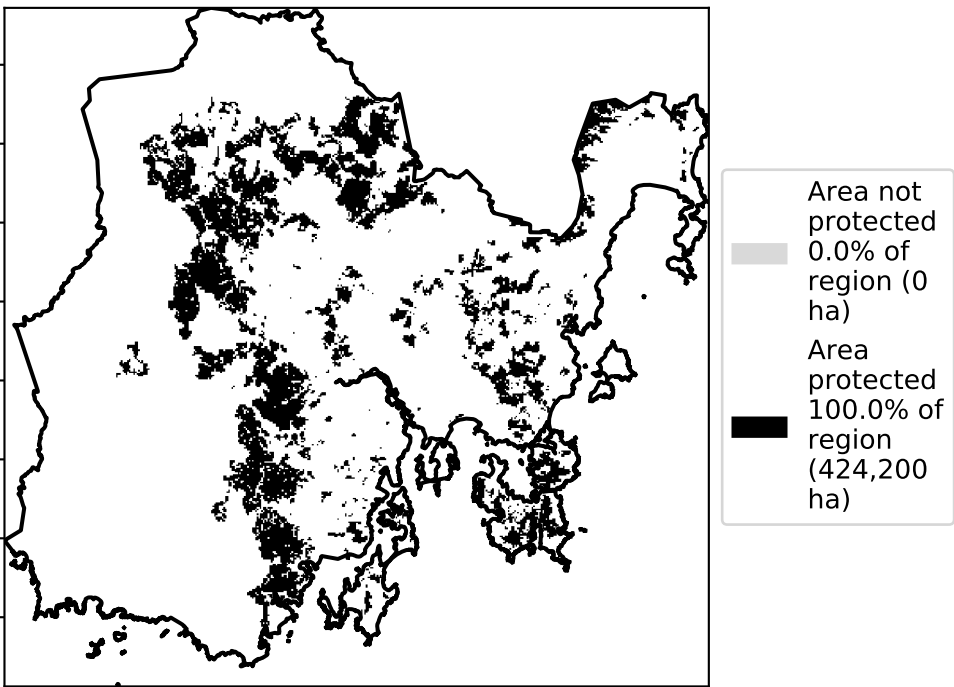 Area not
protected
0.0% of
region (0
ha)
Area
protected
100.0% of
region
(424,200
ha)